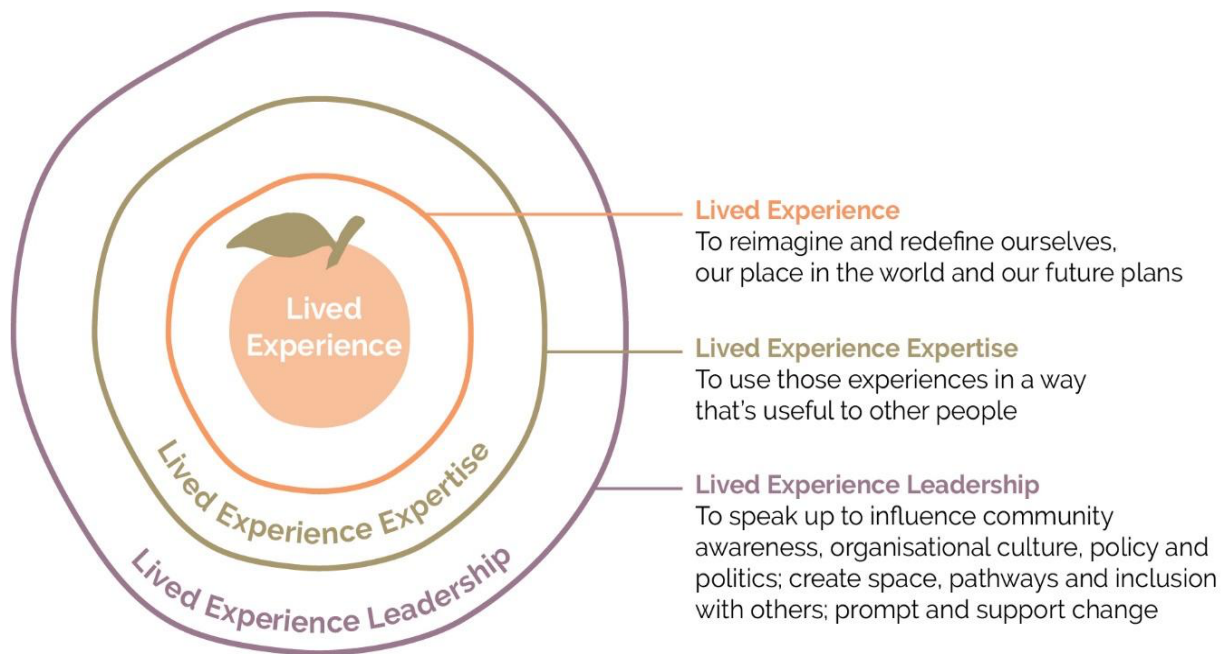 Lived
Experience
Lived Experience Expertise
Lived Experience Leadership
Lived Experience
To reimagine and redefine ourselves,
our place in the world and our future plans
Lived Experience Expertise
To use those experiences in a way
that's useful to other people
Lived Experience Leadership
To speak up to influence community
awareness, organisational culture, policy and
politics; create space, pathways and inclusion
with others; prompt and support change